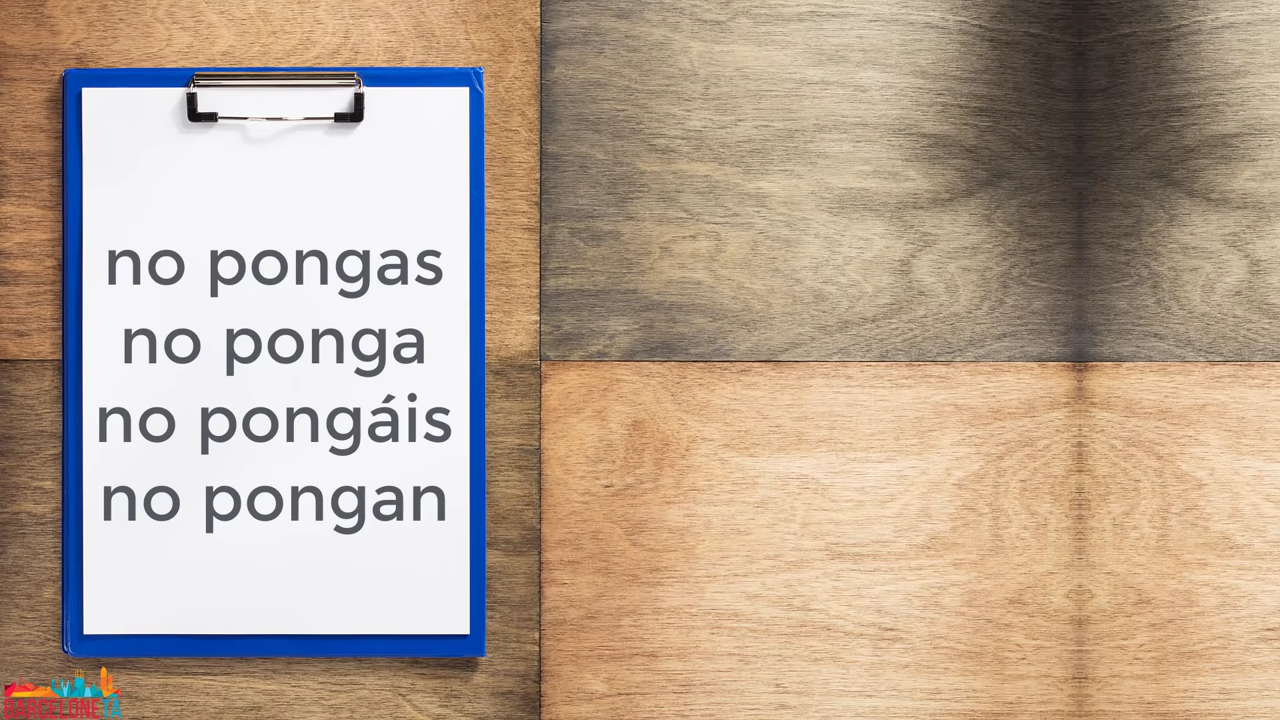 no pongas
no ponga
no pongáis
no pongan
BARCELONETA